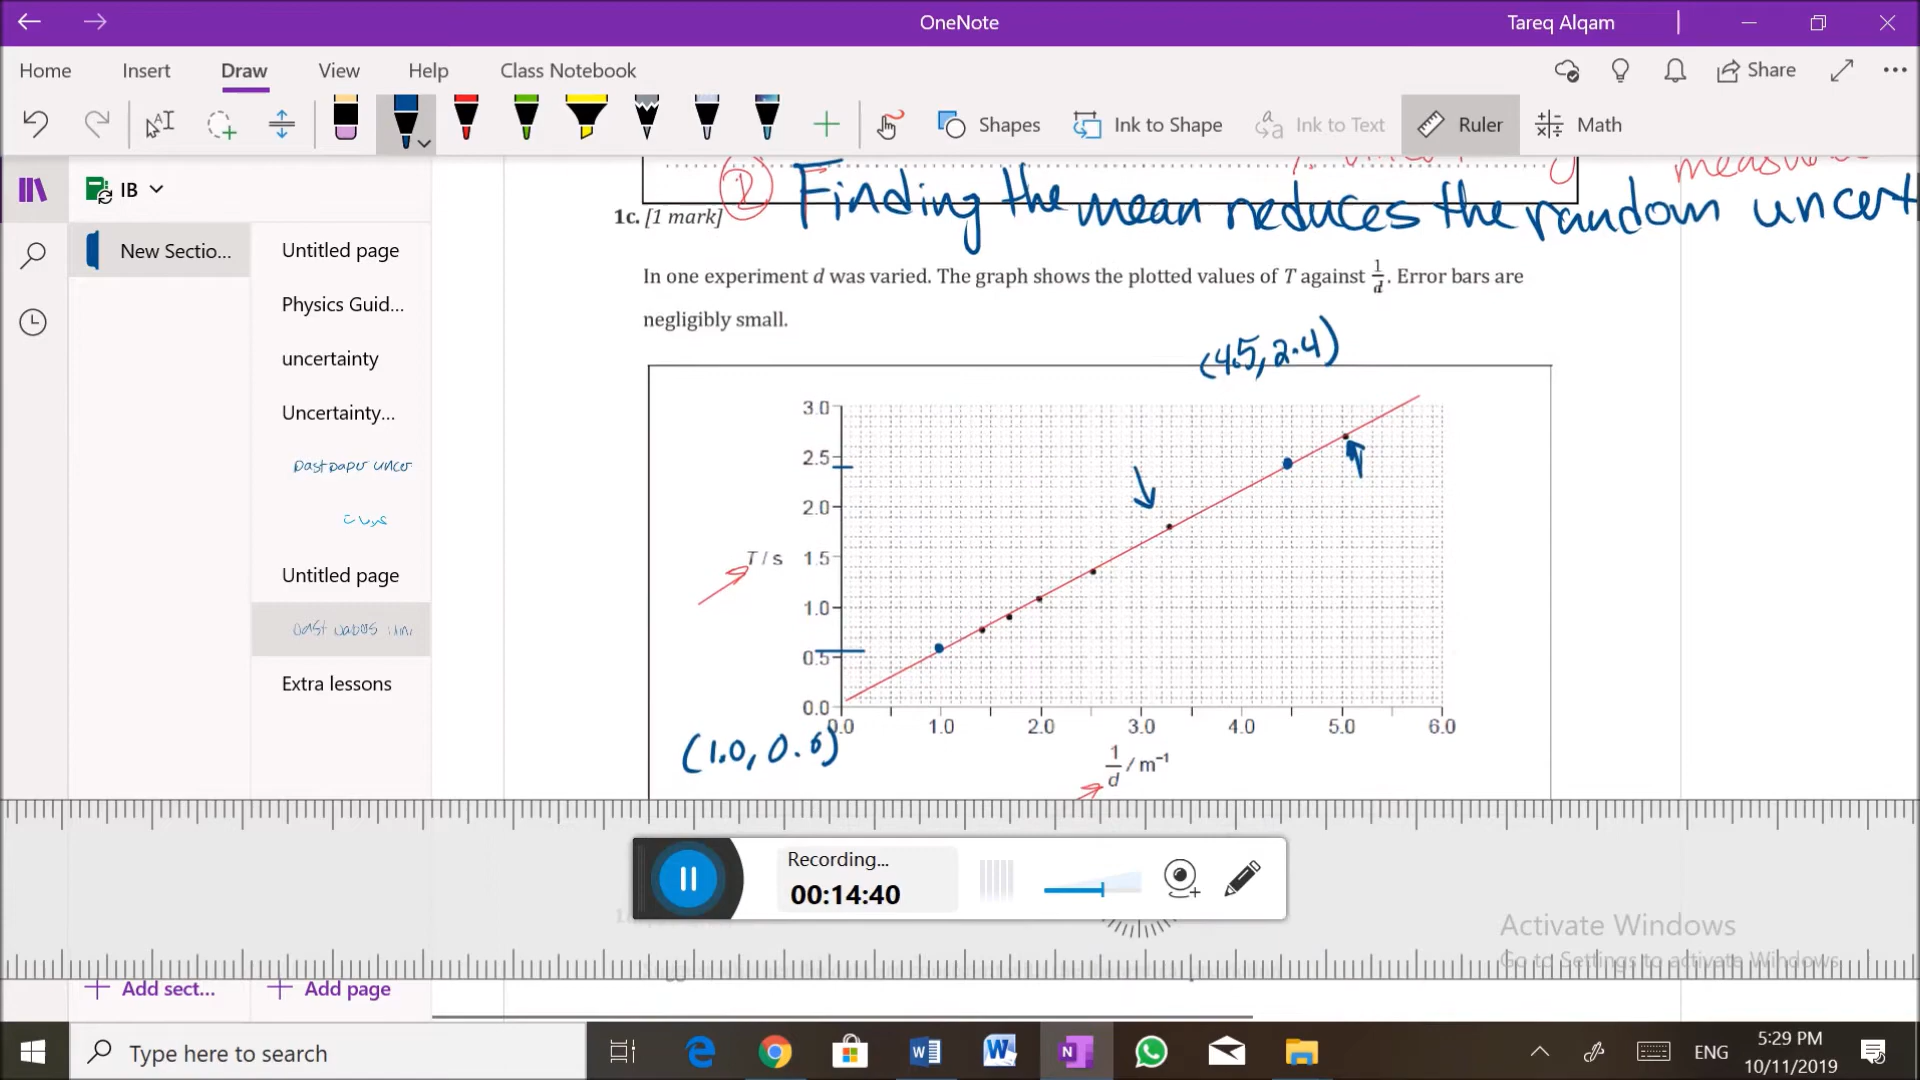 OneNote
Tareq Alqam
Home Insert Draw View Help Class Notebook
Share
Shapes
Ink to Shape
Ink to Text
Ruler
Math
IB
New Sectio...
Untitled page
Physics Guid...
uncertainty
Uncertainty...
Pastpaper uncer
Untitled page
Extra lessons
Add sect...
Add page
② Finding the mean reduces the random uncert
1c. [1 mark]
In one experiment d was varied. The graph shows the plotted values of T against 1/d. Error bars are
negligibly small.
(4.5, 2.4)
3.0
2.5
2.0
T / s 1.5
1.0
0.5
0.0
0.0 1.0 2.0 3.0 4.0 5.0 6.0
(1.0, 0.6)
1/d / m⁻¹
Recording...
00:14:40
Activate Windows
Go to Settings to activate Windows.
Type here to search
ENG
5:29 PM
10/11/2019